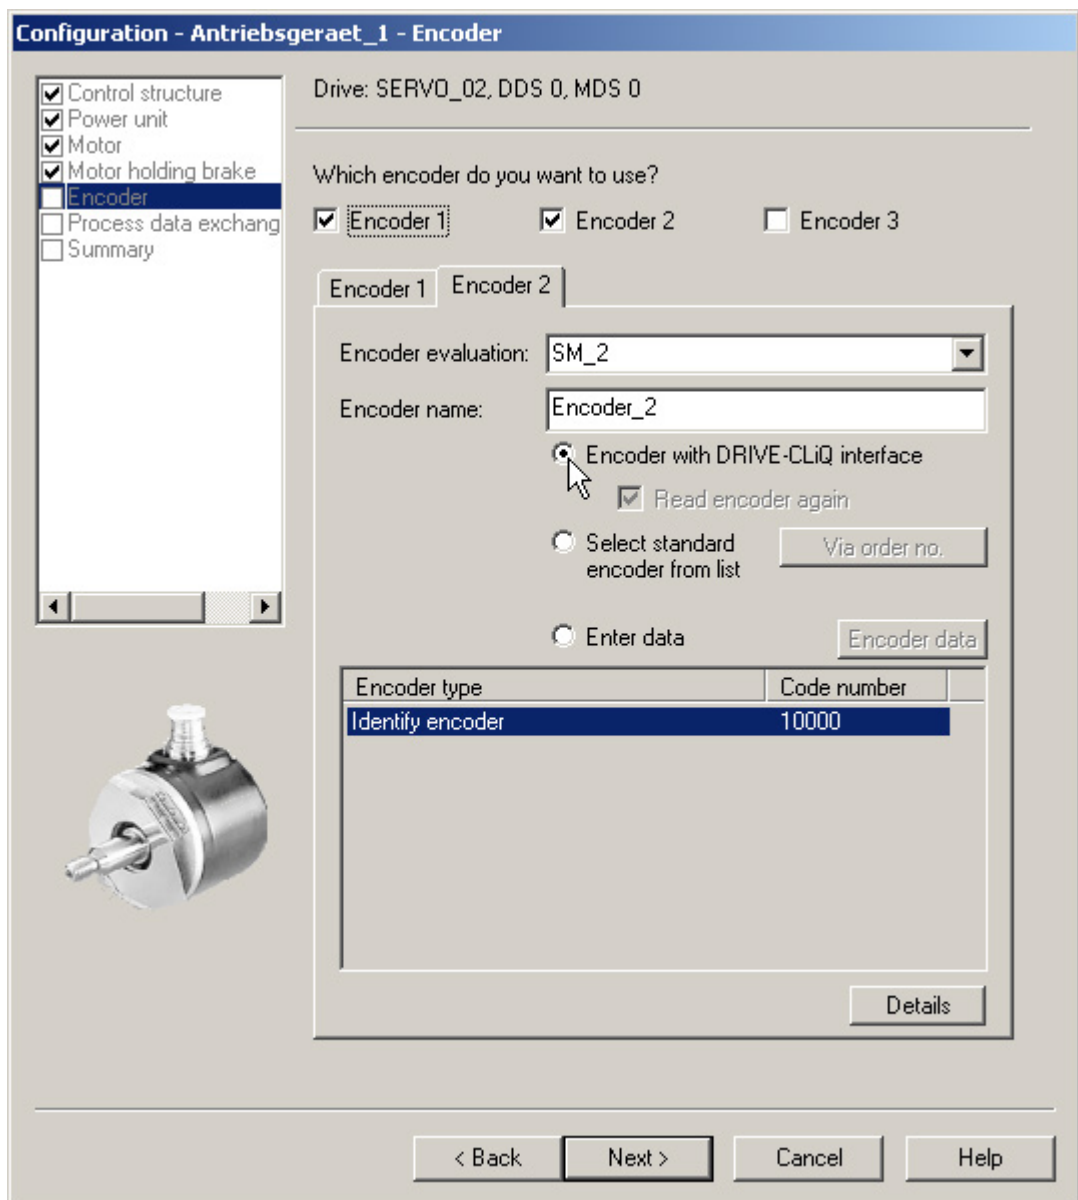 Configuration - Antriebsgeraet_1 - Encoder
Control structure
Power unit
Motor
Motor holding brake
Encoder
Process data exchang
Summary
Drive: SERVO_02, DDS 0, MDS 0
Which encoder do you want to use?
Encoder 1
Encoder 2
Encoder 3
Encoder 1
Encoder 2
Encoder evaluation:
SM_2
Encoder name:
Encoder_2
Encoder with DRIVE-CLiQ interface
Read encoder again
Select standard
encoder from list
Via order no.
Enter data
Encoder data
Encoder type
Code number
Identify encoder
10000
Details
< Back
Next >
Cancel
Help